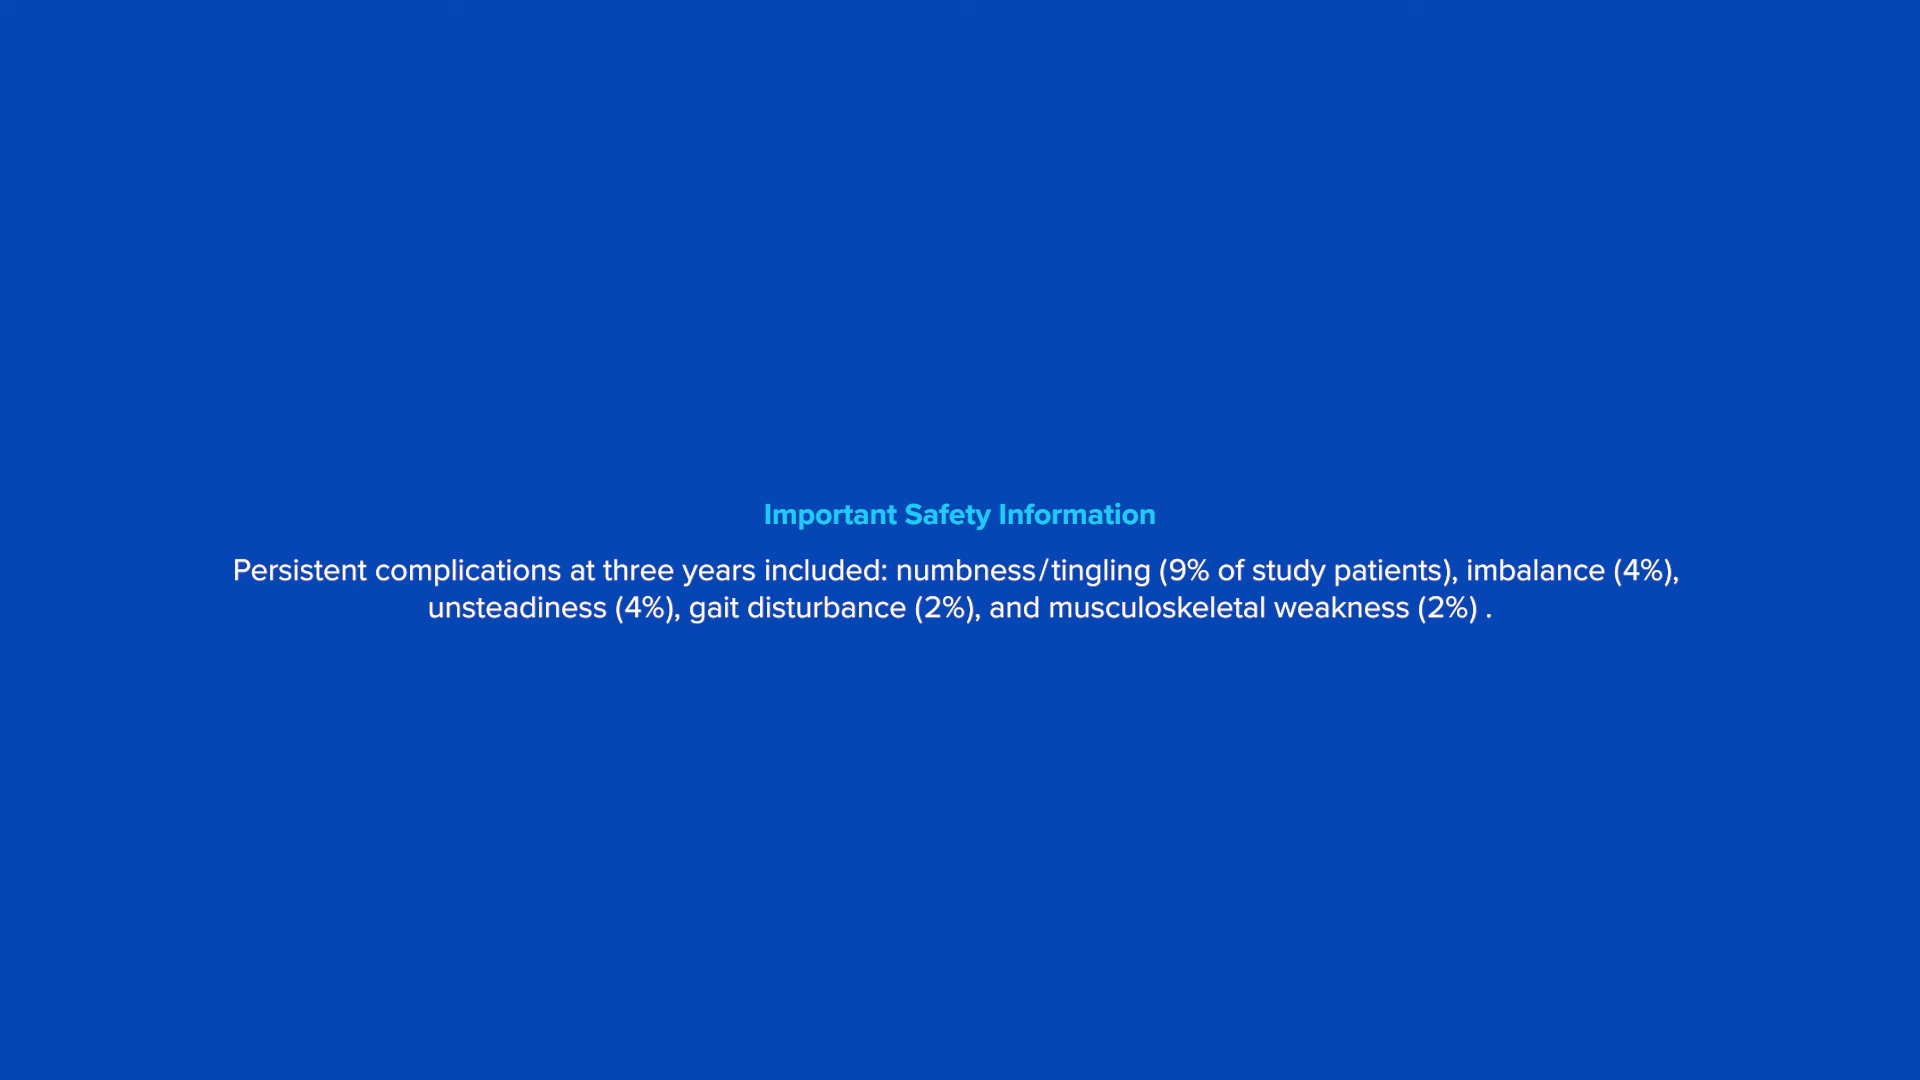 Important Safety Information
Persistent complications at three years included: numbness/tingling (9% of study patients), imbalance (4%),
unsteadiness (4%), gait disturbance (2%), and musculoskeletal weakness (2%) .